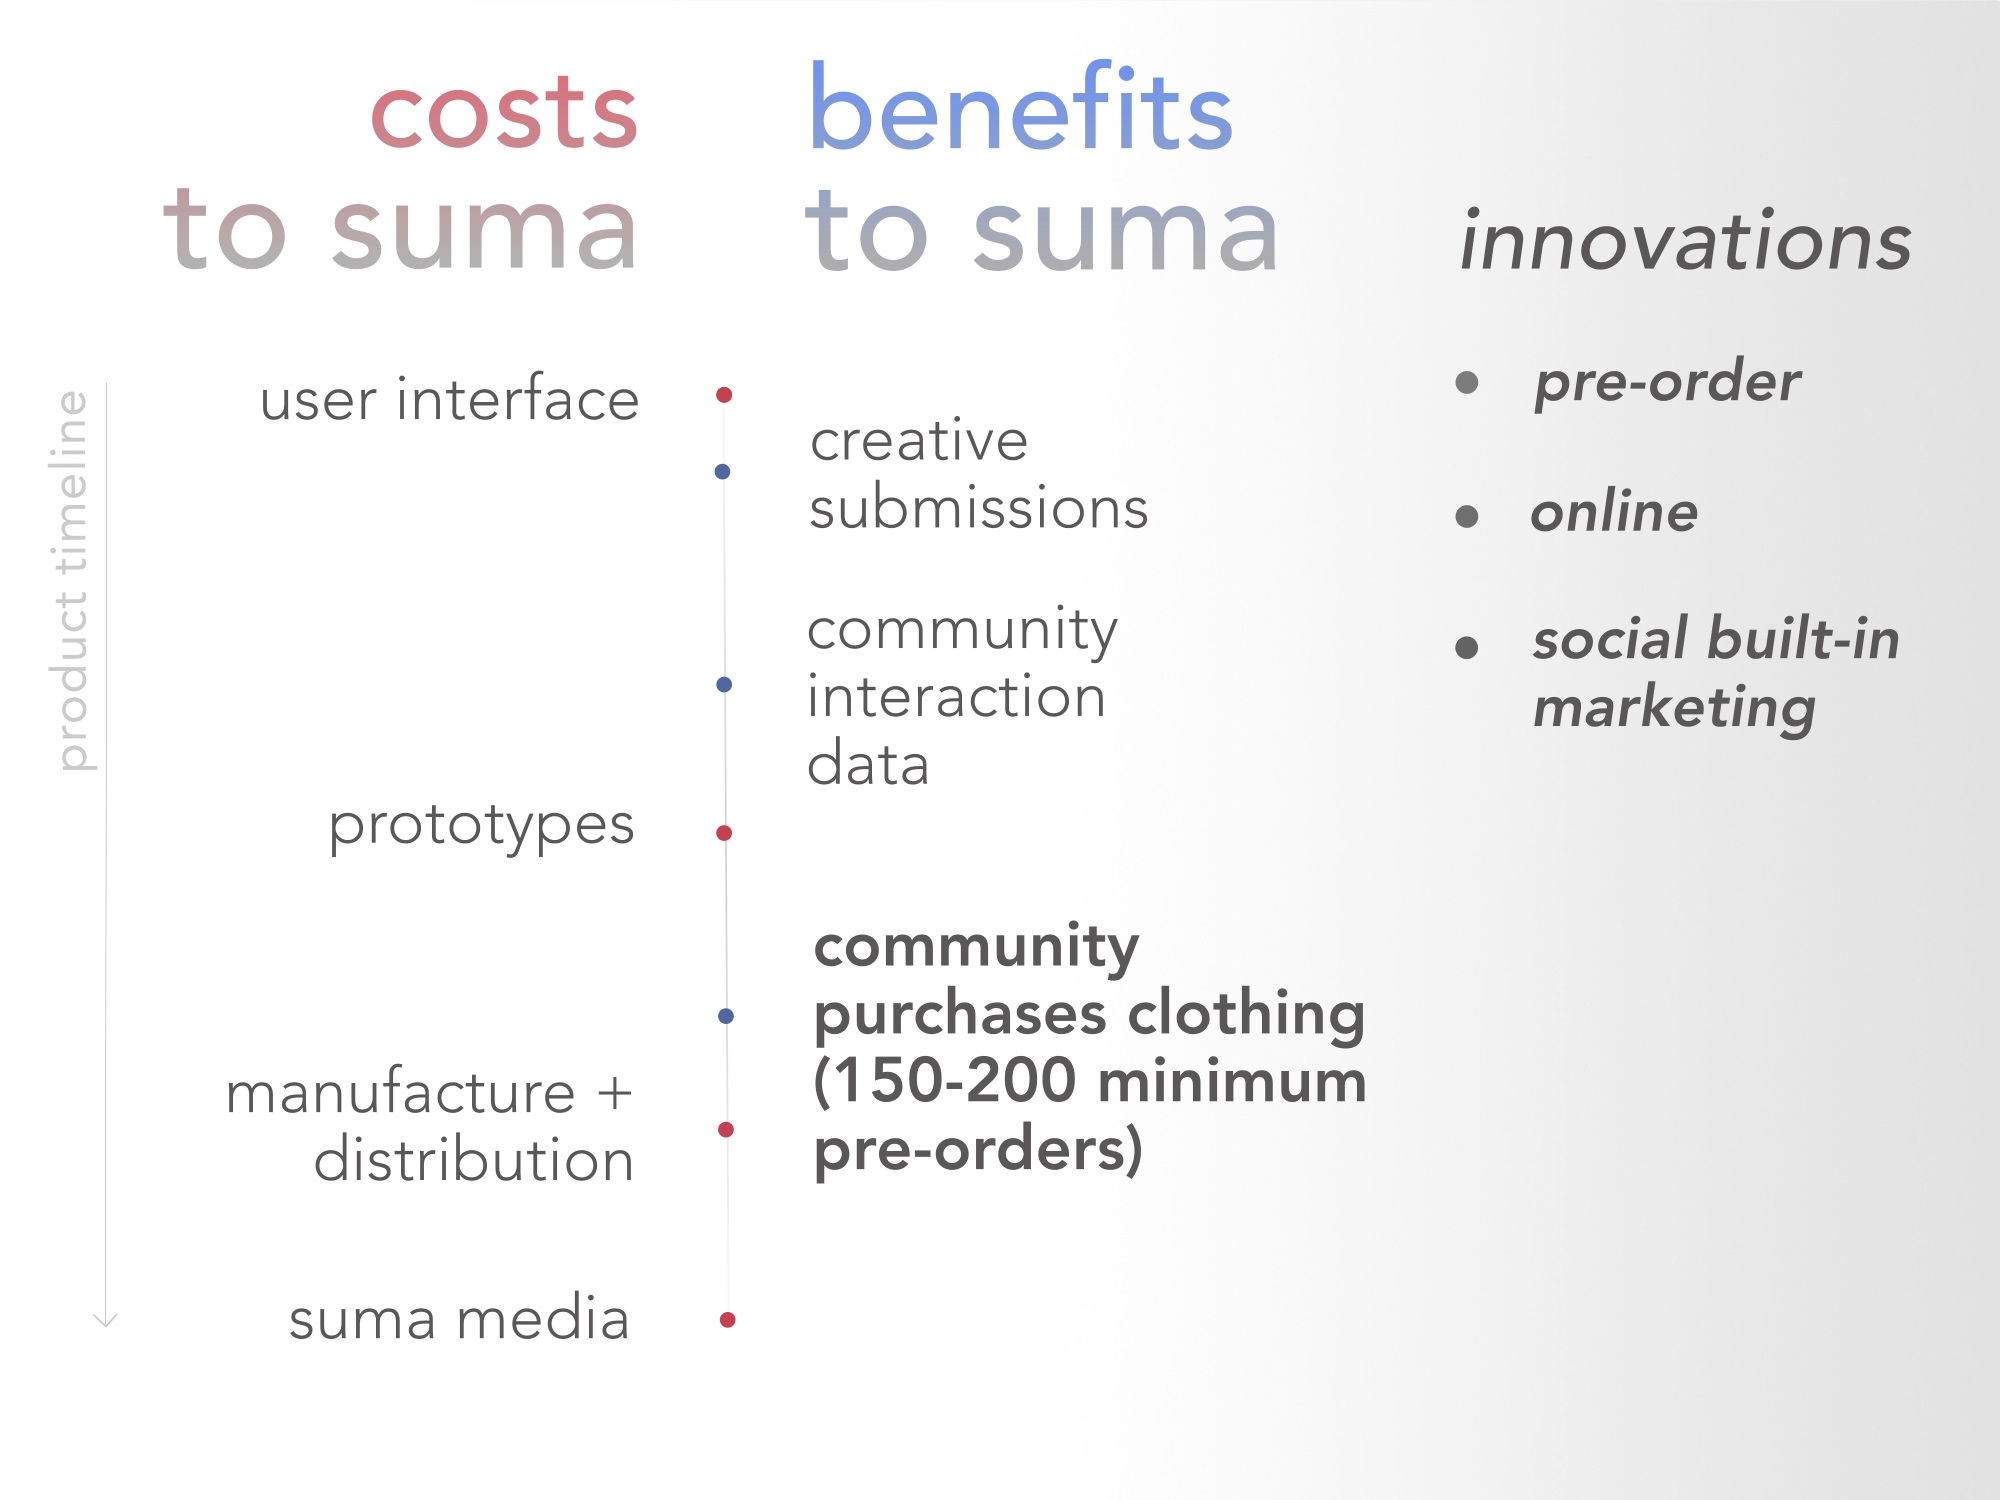 costs
to suma
benefits
to suma
innovations
product timeline
user interface
creative
submissions
community
interaction
data
prototypes
community
purchases clothing
(150-200 minimum
pre-orders)
manufacture +
distribution
suma media
• pre-order
• online
• social built-in
marketing